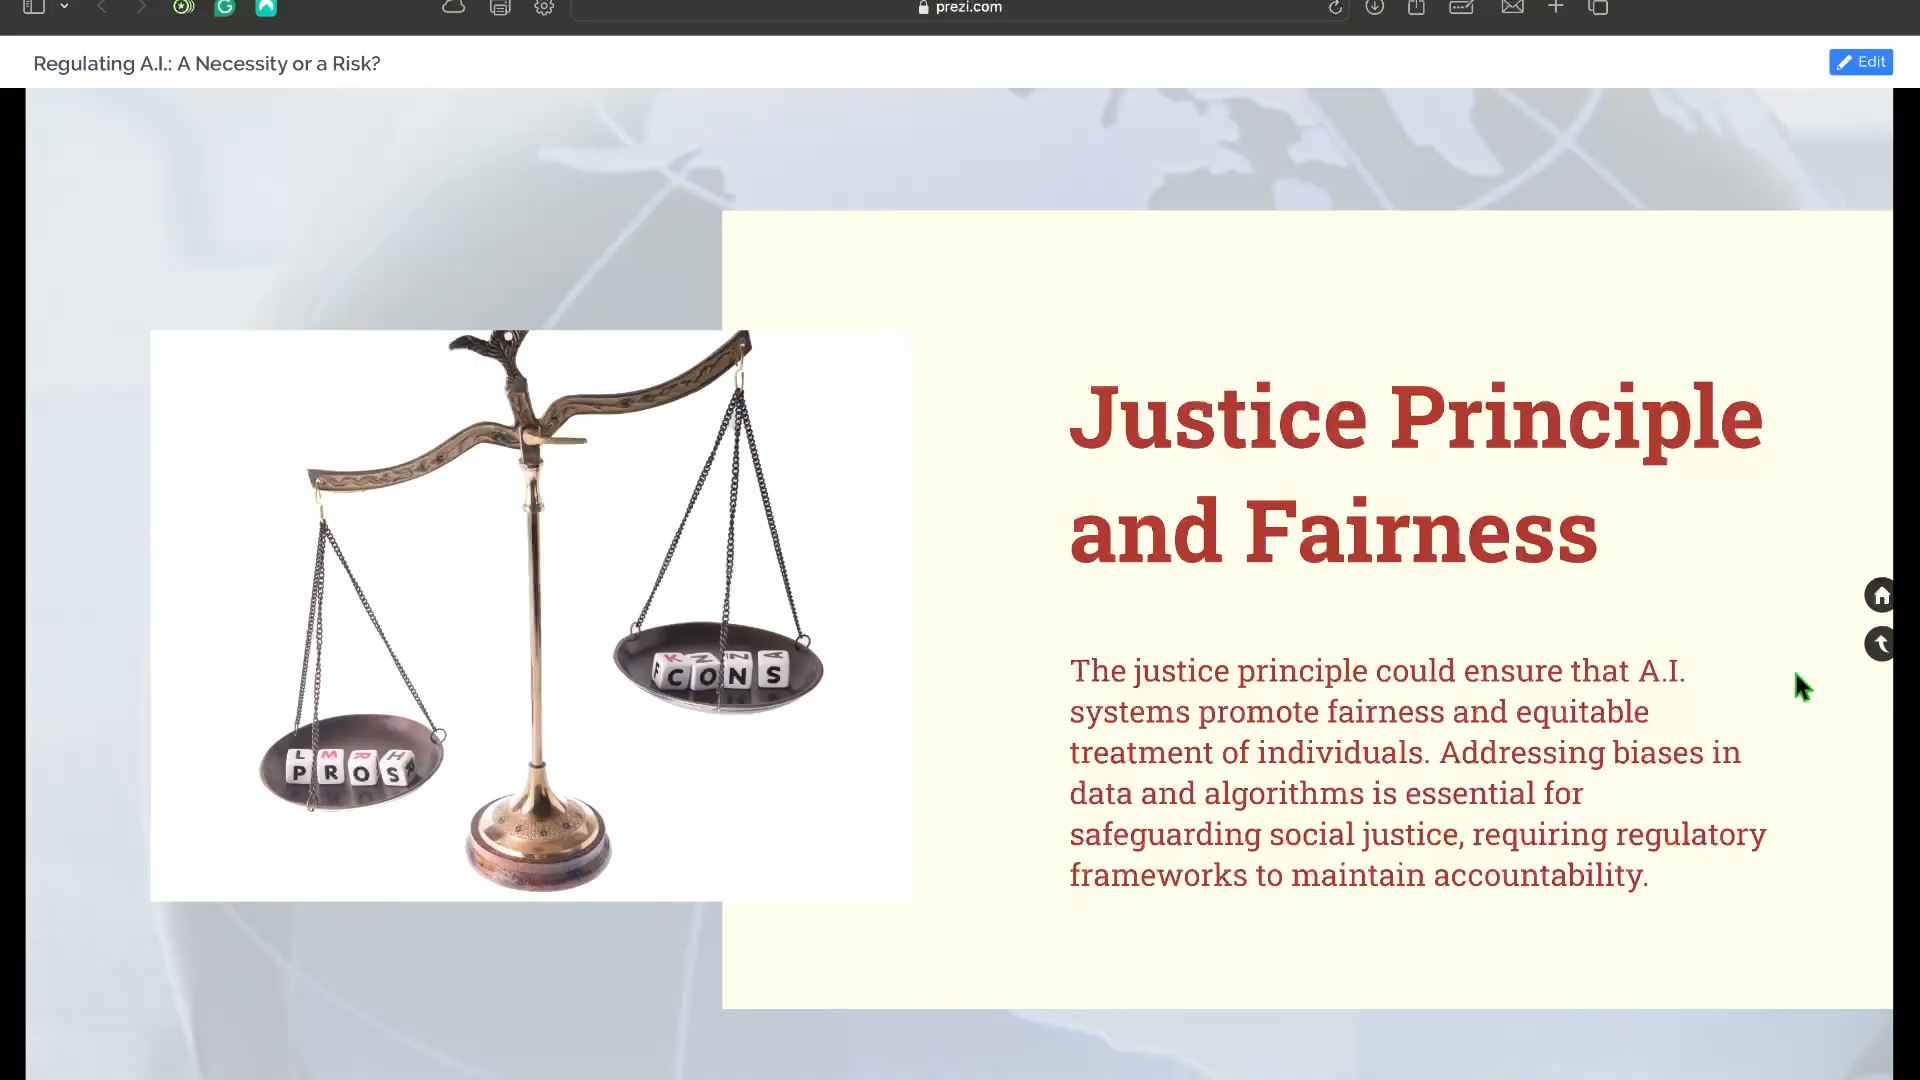 prezi.com
Regulating A.I.: A Necessity or a Risk?
Edit
Justice Principle
and Fairness
The justice principle could ensure that A.I.
systems promote fairness and equitable
treatment of individuals. Addressing biases in
data and algorithms is essential for
safeguarding social justice, requiring regulatory
frameworks to maintain accountability.
CONS
PROS